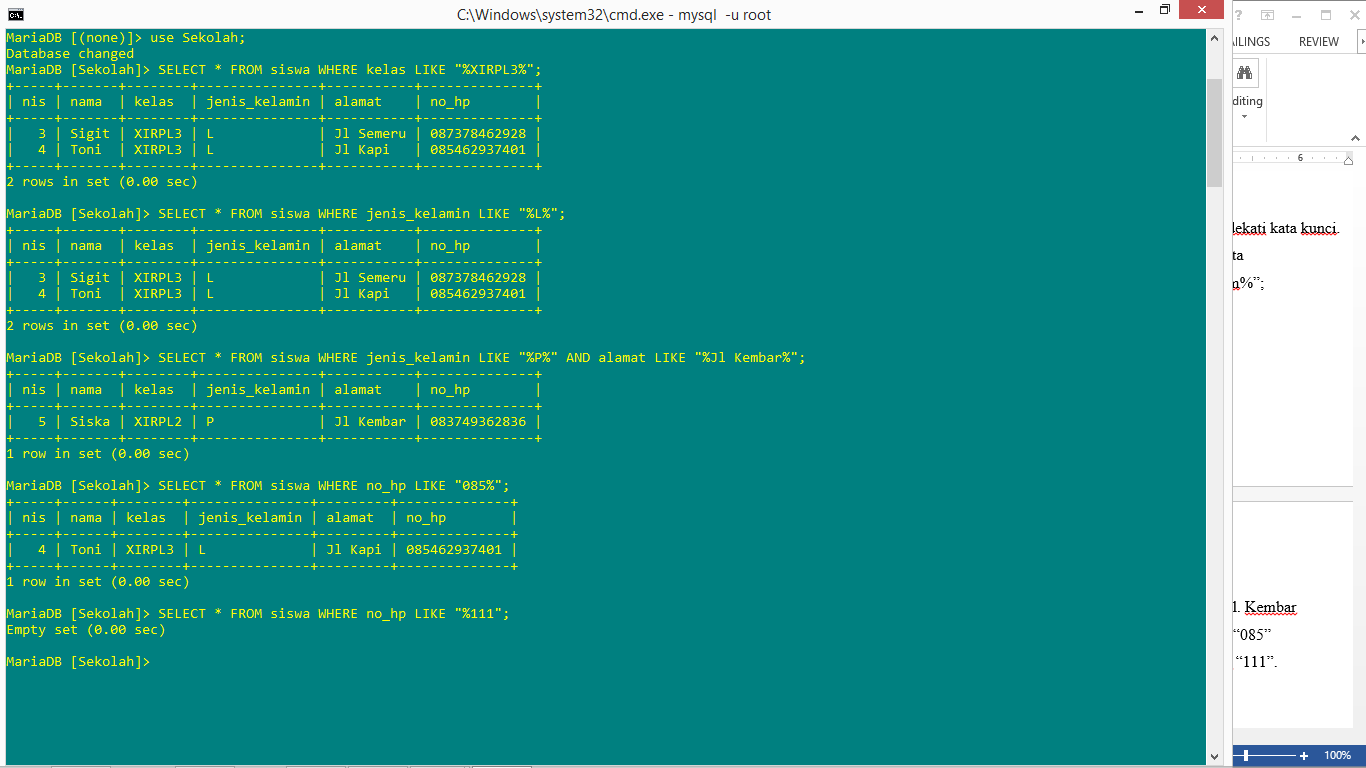 C:\Windows\system32\cmd.exe - mysql  -u root
MariaDB [(none)]> use Sekolah;
Database changed
MariaDB [Sekolah]> SELECT * FROM siswa WHERE kelas LIKE "%XIRPL3%";
+-----+-------+--------+---------------+-----------+--------------+
| nis | nama  | kelas  | jenis_kelamin | alamat    | no_hp        |
+-----+-------+--------+---------------+-----------+--------------+
|   3 | Sigit | XIRPL3 | L             | Jl Semeru | 087378462928 |
|   4 | Toni  | XIRPL3 | L             | Jl Kapi   | 085462937401 |
+-----+-------+--------+---------------+-----------+--------------+
2 rows in set (0.00 sec)
MariaDB [Sekolah]> SELECT * FROM siswa WHERE jenis_kelamin LIKE "%L%";
+-----+-------+--------+---------------+-----------+--------------+
| nis | nama  | kelas  | jenis_kelamin | alamat    | no_hp        |
+-----+-------+--------+---------------+-----------+--------------+
|   3 | Sigit | XIRPL3 | L             | Jl Semeru | 087378462928 |
|   4 | Toni  | XIRPL3 | L             | Jl Kapi   | 085462937401 |
+-----+-------+--------+---------------+-----------+--------------+
2 rows in set (0.00 sec)
MariaDB [Sekolah]> SELECT * FROM siswa WHERE jenis_kelamin LIKE "%P%" AND alamat LIKE "%Jl Kembar%";
+-----+-------+--------+---------------+-----------+--------------+
| nis | nama  | kelas  | jenis_kelamin | alamat    | no_hp        |
+-----+-------+--------+---------------+-----------+--------------+
|   5 | Siska | XIRPL2 | P             | Jl Kembar | 083749362836 |
+-----+-------+--------+---------------+-----------+--------------+
1 row in set (0.00 sec)
MariaDB [Sekolah]> SELECT * FROM siswa WHERE no_hp LIKE "085%";
+-----+------+--------+---------------+---------+--------------+
| nis | nama | kelas  | jenis_kelamin | alamat  | no_hp        |
+-----+------+--------+---------------+---------+--------------+
|   4 | Toni | XIRPL3 | L             | Jl Kapi | 085462937401 |
+-----+------+--------+---------------+---------+--------------+
1 row in set (0.00 sec)
MariaDB [Sekolah]> SELECT * FROM siswa WHERE no_hp LIKE "%111";
Empty set (0.00 sec)
MariaDB [Sekolah]>
AILINGS REVIEW
diting
6
lekati kata kunci.
ta
n%”;
l. Kembar
“085”
“111”.
100%